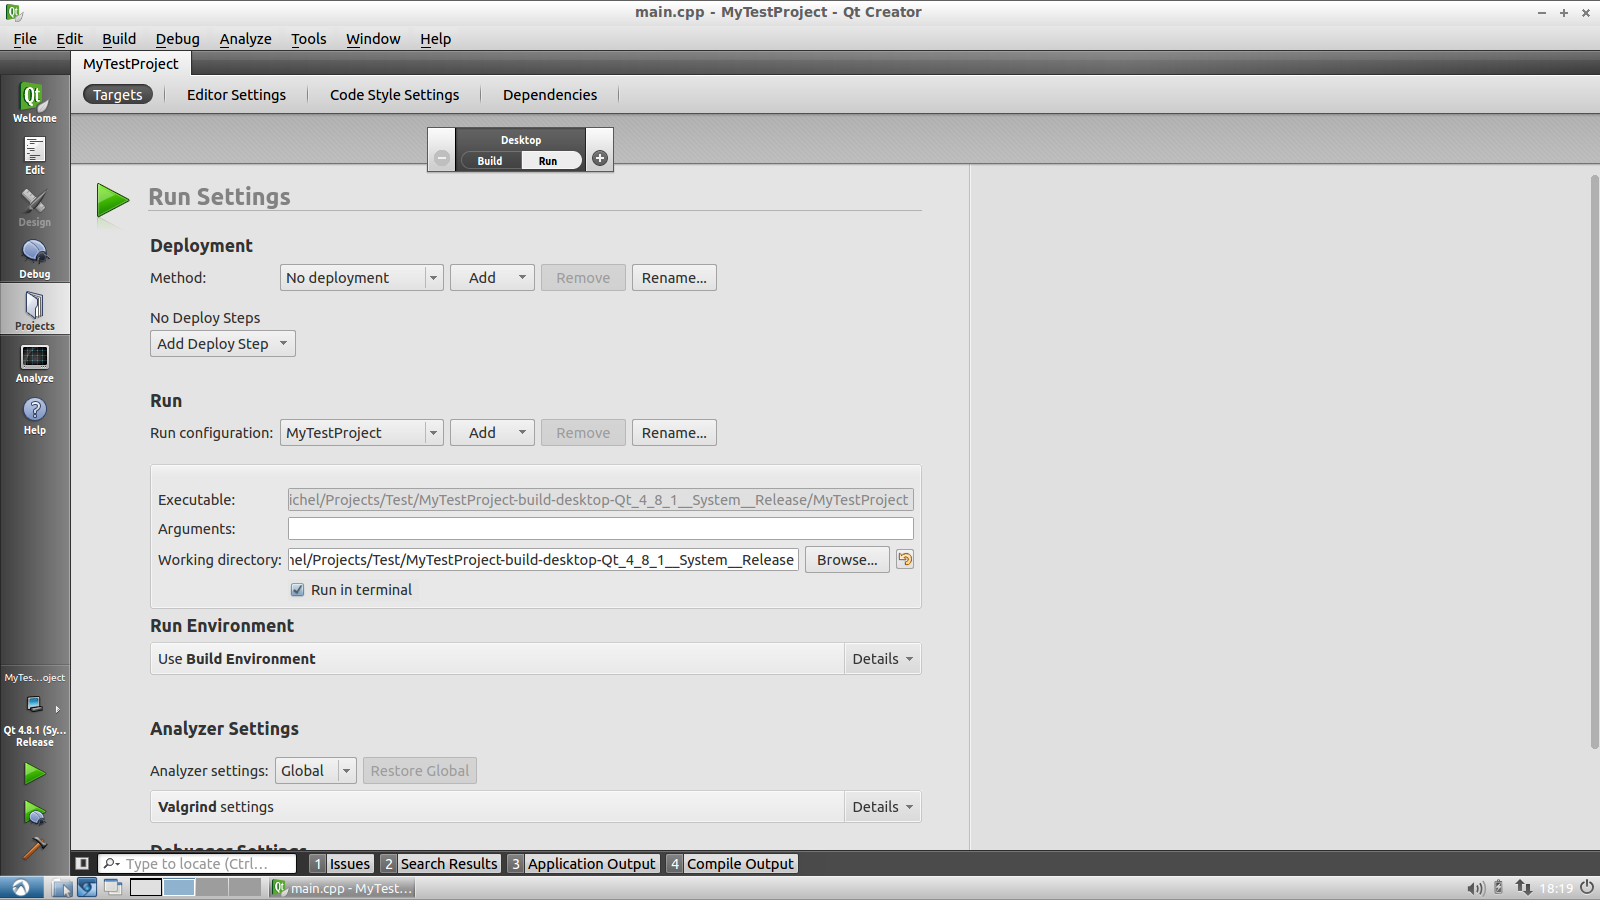 main.cpp - MyTestProject - Qt Creator
File Edit Build Debug Analyze Tools Window Help
MyTestProject
Targets Editor Settings Code Style Settings Dependencies
Qt
Welcome
Edit
Design
Debug
Projects
Analyze
Help
Desktop
Build Run
Run Settings
Deployment
Method: No deployment Add Remove Rename...
No Deploy Steps
Add Deploy Step
Run
Run configuration: MyTestProject Add Remove Rename...
Executable: ichel/Projects/Test/MyTestProject-build-desktop-Qt_4_8_1__System__Release/MyTestProject
Arguments:
Working directory: nel/Projects/Test/MyTestProject-build-desktop-Qt_4_8_1__System__Release Browse...
Run in terminal
Run Environment
Use Build Environment Details
Analyzer Settings
Analyzer settings: Global Restore Global
Valgrind settings Details
Debugger Settings
MyTes...oject
Qt 4.8.1 (Sy...
Release
Type to locate (Ctrl... 1 Issues 2 Search Results 3 Application Output 4 Compile Output
main.cpp - MyTest... 18:19